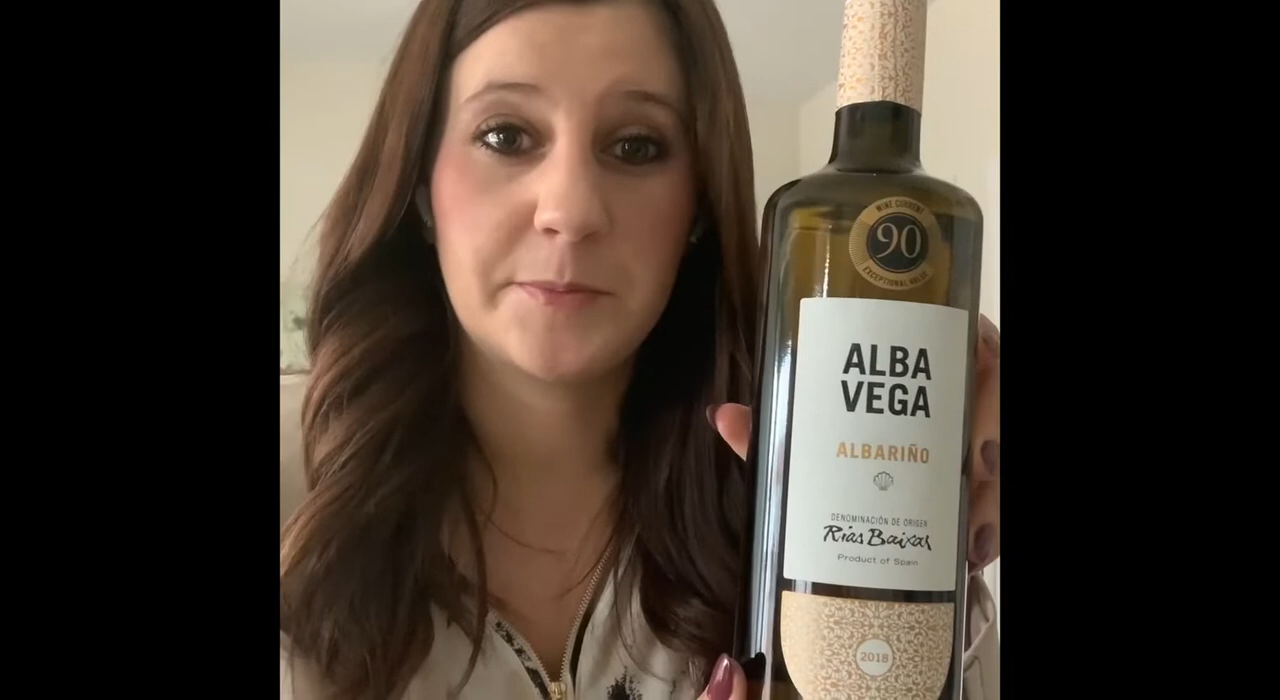 WINE CURRENT
90
EXCEPTIONAL VALUE
ALBA
VEGA
ALBARIÑO
DENOMINACIÓN DE ORIGEN
Rías Baixas
Product of Spain
2018